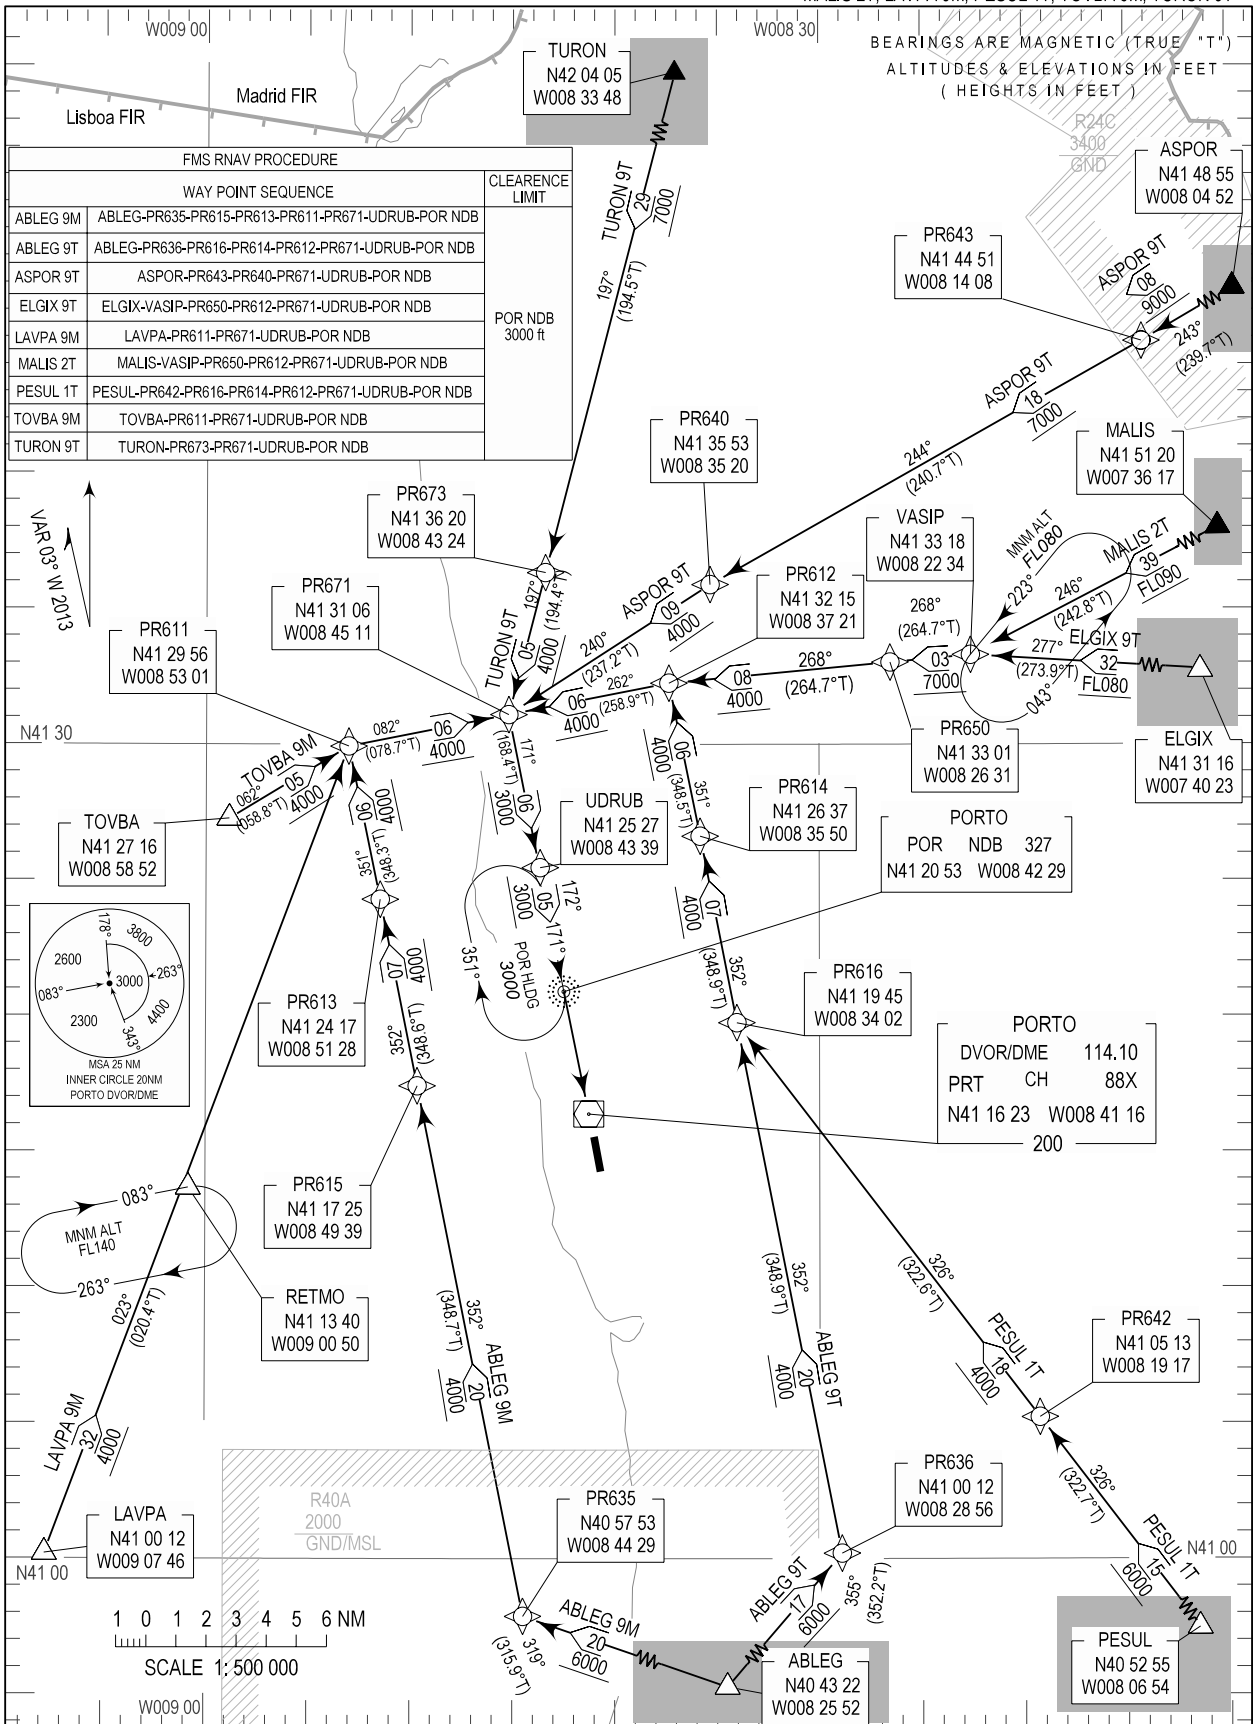 W009 00
W008 30
BEARINGS ARE MAGNETIC (TRUE "T")
ALTITUDES & ELEVATIONS IN FEET
( HEIGHTS IN FEET )
TURON
N42 04 05
W008 33 48
Madrid FIR
Lisboa FIR
R24C
3400
GND
ASPOR
N41 48 55
W008 04 52
FMS RNAV PROCEDURE
WAY POINT SEQUENCE
CLEARENCE
LIMIT
ABLEG 9M ABLEG-PR635-PR615-PR613-PR611-PR671-UDRUB-POR NDB
ABLEG 9T ABLEG-PR636-PR616-PR614-PR612-PR671-UDRUB-POR NDB
ASPOR 9T ASPOR-PR643-PR640-PR671-UDRUB-POR NDB
ELGIX 9T ELGIX-VASIP-PR650-PR612-PR671-UDRUB-POR NDB
LAVPA 9M LAVPA-PR611-PR671-UDRUB-POR NDB
MALIS 2T MALIS-VASIP-PR650-PR612-PR671-UDRUB-POR NDB
PESUL 1T PESUL-PR642-PR616-PR614-PR612-PR671-UDRUB-POR NDB
TOVBA 9M TOVBA-PR611-PR671-UDRUB-POR NDB
TURON 9T TURON-PR673-PR671-UDRUB-POR NDB
POR NDB
3000 ft
TURON 9T
29
7000
197°
(194.5°T)
PR643
N41 44 51
W008 14 08
ASPOR 9T
08
9000
243°
(239.7°T)
ASPOR 9T
18
7000
244°
(240.7°T)
PR640
N41 35 53
W008 35 20
MALIS
N41 51 20
W007 36 17
VAR 03° W 2013
PR673
N41 36 20
W008 43 24
VASIP
N41 33 18
W008 22 34
MNM ALT
FL080
223°
043°
MALIS 2T
39
FL090
246°
(242.8°T)
PR671
N41 31 06
W008 45 11
PR612
N41 32 15
W008 37 21
197°
(194.4°T)
TURON 9T
05
4000
ASPOR 9T
09
4000
240°
(237.2°T)
PR611
N41 29 56
W008 53 01
268°
(264.7°T)
03
7000
277°
(273.9°T)
ELGIX 9T
32
FL080
268°
(264.7°T)
08
4000
262°
(258.9°T)
06
4000
082°
(078.7°T)
06
4000
N41 30
PR650
N41 33 01
W008 26 31
ELGIX
N41 31 16
W007 40 23
TOVBA 9M
062°
(058.8°T)
05
4000
171°
(168.4°T)
06
3000
06
4000
351°
(348.5°T)
TOVBA
N41 27 16
W008 58 52
UDRUB
N41 25 27
W008 43 39
PR614
N41 26 37
W008 35 50
PORTO
POR NDB 327
N41 20 53 W008 42 29
06
4000
351°
(348.3°T)
172°
05
3000
171°
POR HLDG
3000
351°
07
4000
352°
(348.9°T)
178°
3800
2600
083°
3000
263°
2300
343°
4400
MSA 25 NM
INNER CIRCLE 20NM
PORTO DVOR/DME
PR613
N41 24 17
W008 51 28
07
4000
352°
(348.6°T)
PR616
N41 19 45
W008 34 02
PORTO
DVOR/DME 114.10
PRT CH 88X
N41 16 23 W008 41 16
200
PR615
N41 17 25
W008 49 39
083°
MNM ALT
FL140
263°
RETMO
N41 13 40
W009 00 50
023°
(020.4°T)
352°
(348.7°T)
ABLEG 9M
20
4000
352°
(348.9°T)
ABLEG 9T
20
4000
326°
(322.6°T)
PESUL 1T
18
4000
PR642
N41 05 13
W008 19 17
LAVPA 9M
32
4000
R40A
2000
GND/MSL
PR636
N41 00 12
W008 28 56
326°
(322.7°T)
PESUL 1T
15
6000
LAVPA
N41 00 12
W009 07 46
PR635
N40 57 53
W008 44 29
N41 00
N41 00
1 0 1 2 3 4 5 6 NM
SCALE 1: 500 000
ABLEG 9M
20
6000
319°
(315.9°T)
ABLEG 9T
17
6000
355°
(352.2°T)
ABLEG
N40 43 22
W008 25 52
PESUL
N40 52 55
W008 06 54
W009 00